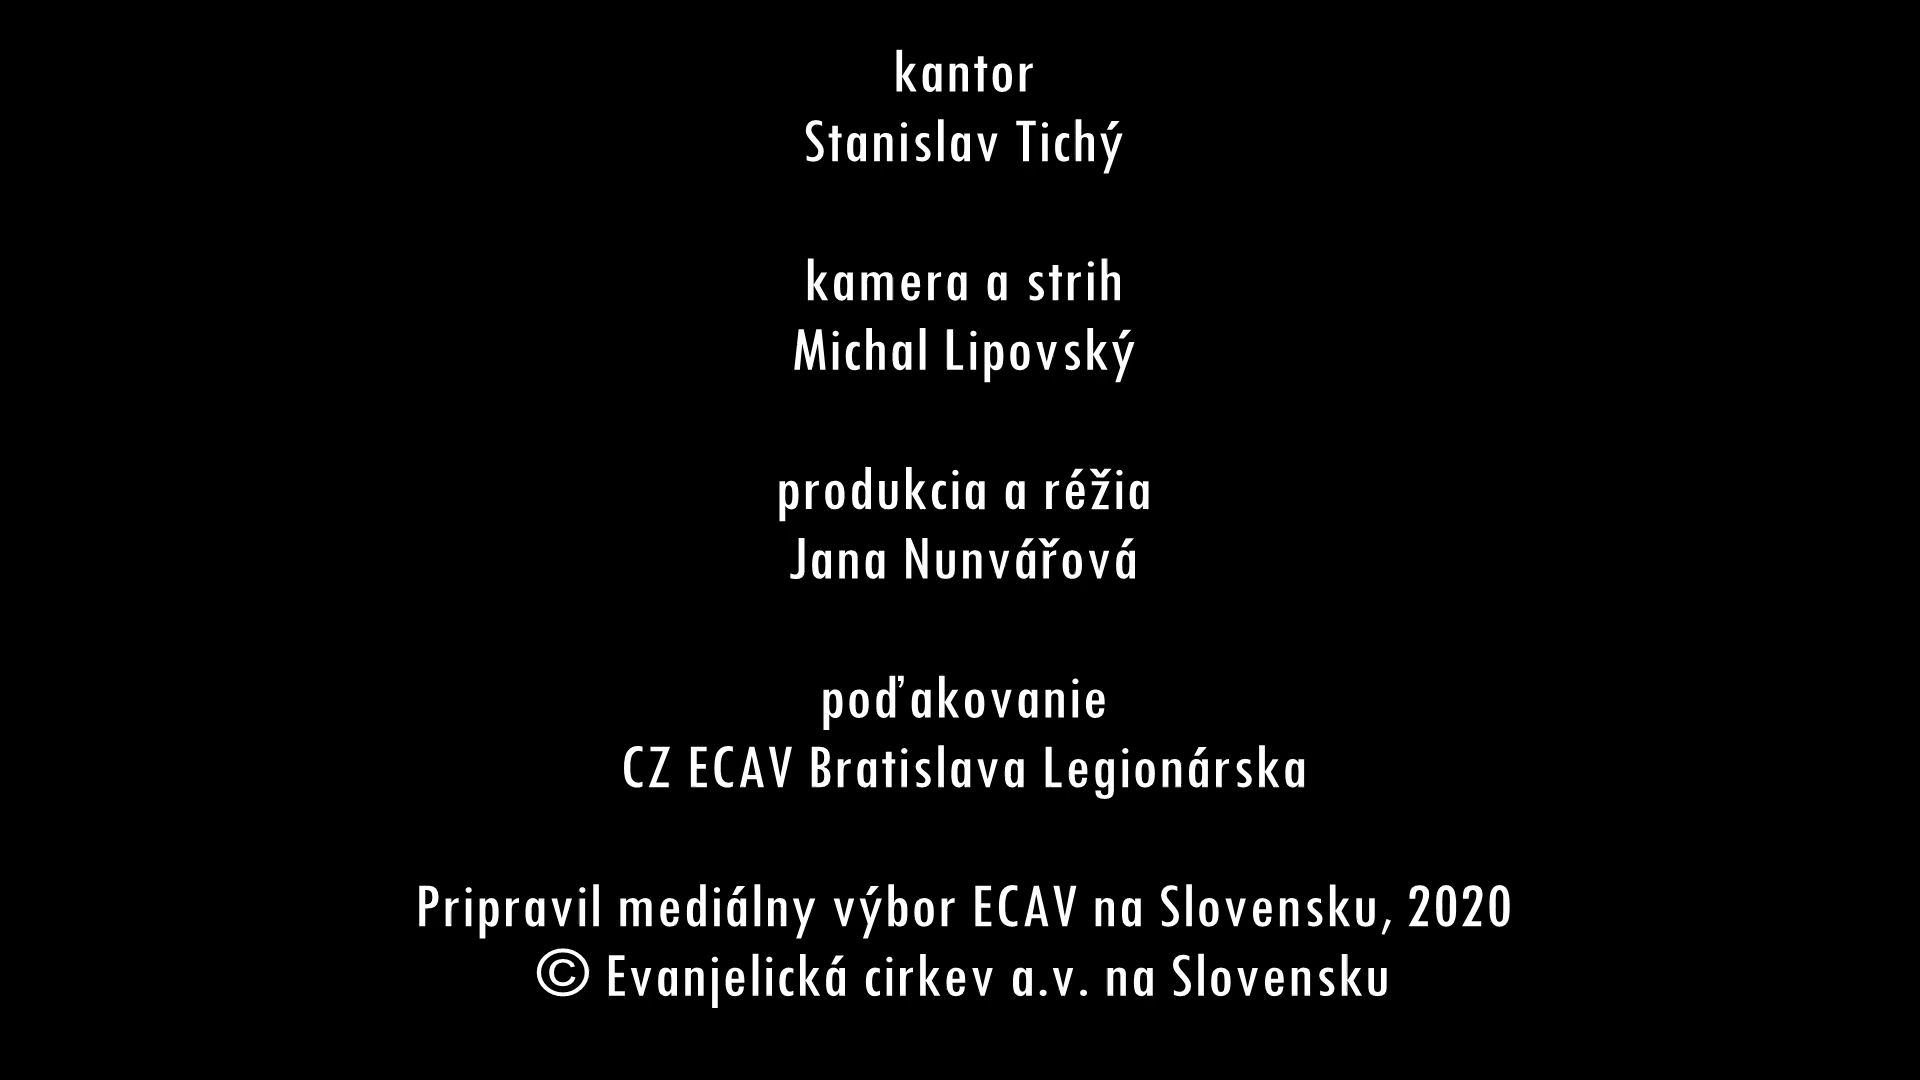 kantor
Stanislav Tichý
kamera a strih
Michal Lipovský
produkcia a réžia
Jana Nunvářová
poďakovanie
CZ ECAV Bratislava Legionárska
Pripravil mediálny výbor ECAV na Slovensku, 2020
© Evanjelická cirkev a.v. na Slovensku